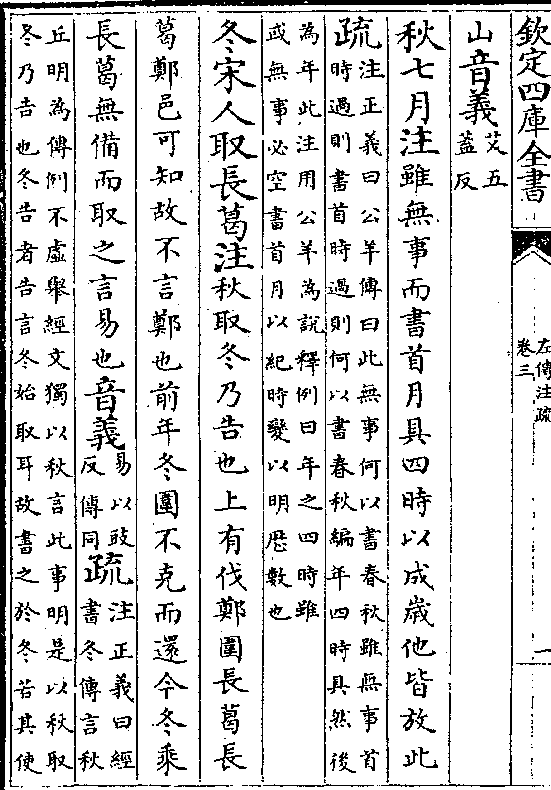 欽定四庫全書
左傳注疏
卷三
一
山音義艾五
蓋反
秋七月注雖無事而書首月具四時以成歲他皆放此
疏注正義曰公羊傳曰此無事何以書春秋雖無事首
時過則書首時過則何以書春秋編年四時具然後
為年此注用公羊為說釋例曰年之四時雖
或無事必空書首月以紀時變以明厯數也
冬宋人取長葛注秋取冬乃告也上有伐鄭圍長葛長
葛鄭邑可知故不言鄭也前年冬圍不克而還今冬乘
長葛無備而取之言易也音義易以豉
反傳同疏注正義曰經
書冬傳言秋
丘明為傳例不虛舉經文獨以秋言此事明是以秋取
冬乃告也冬告者告言冬始取耳故書之於冬若其使